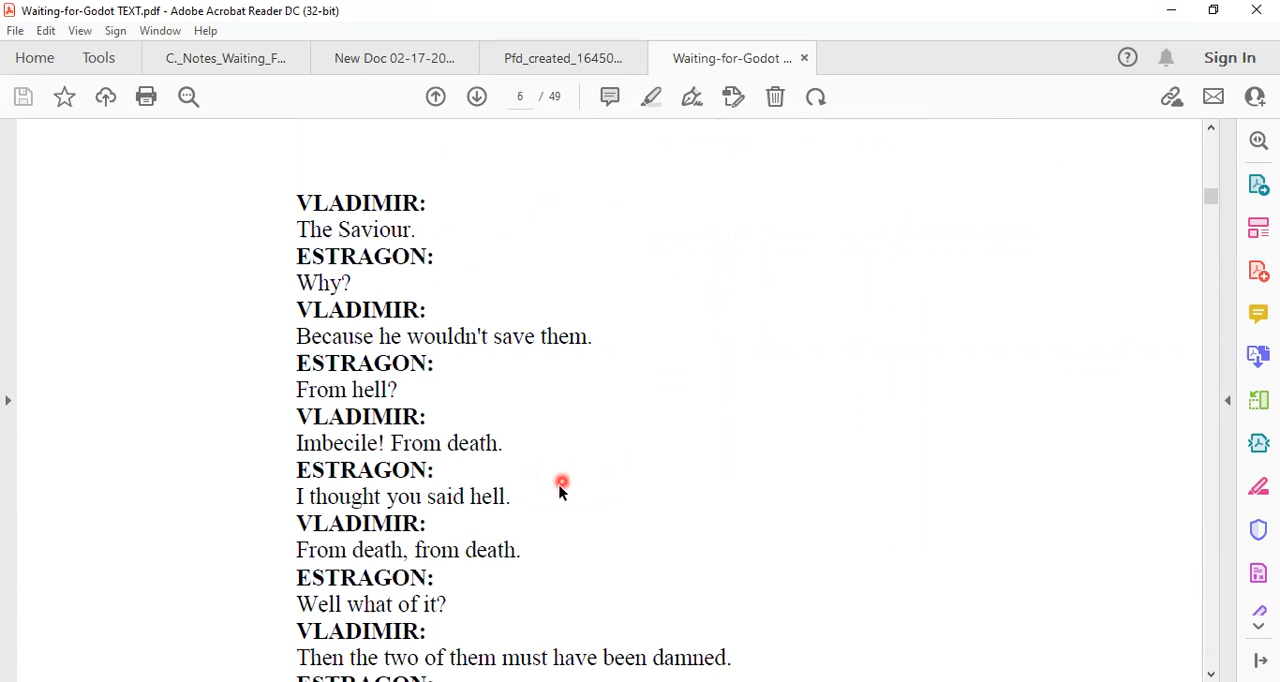 Waiting-for-Godot TEXT.pdf - Adobe Acrobat Reader DC (32-bit)
File Edit View Sign Window Help
Home Tools C._Notes_Waiting_F... New Doc 02-17-20... Pfd_created_16450... Waiting-for-Godot ... × Sign In
6 / 49
VLADIMIR:
The Saviour.
ESTRAGON:
Why?
VLADIMIR:
Because he wouldn't save them.
ESTRAGON:
From hell?
VLADIMIR:
Imbecile! From death.
ESTRAGON:
I thought you said hell.
VLADIMIR:
From death, from death.
ESTRAGON:
Well what of it?
VLADIMIR:
Then the two of them must have been damned.
ESTRAGON: